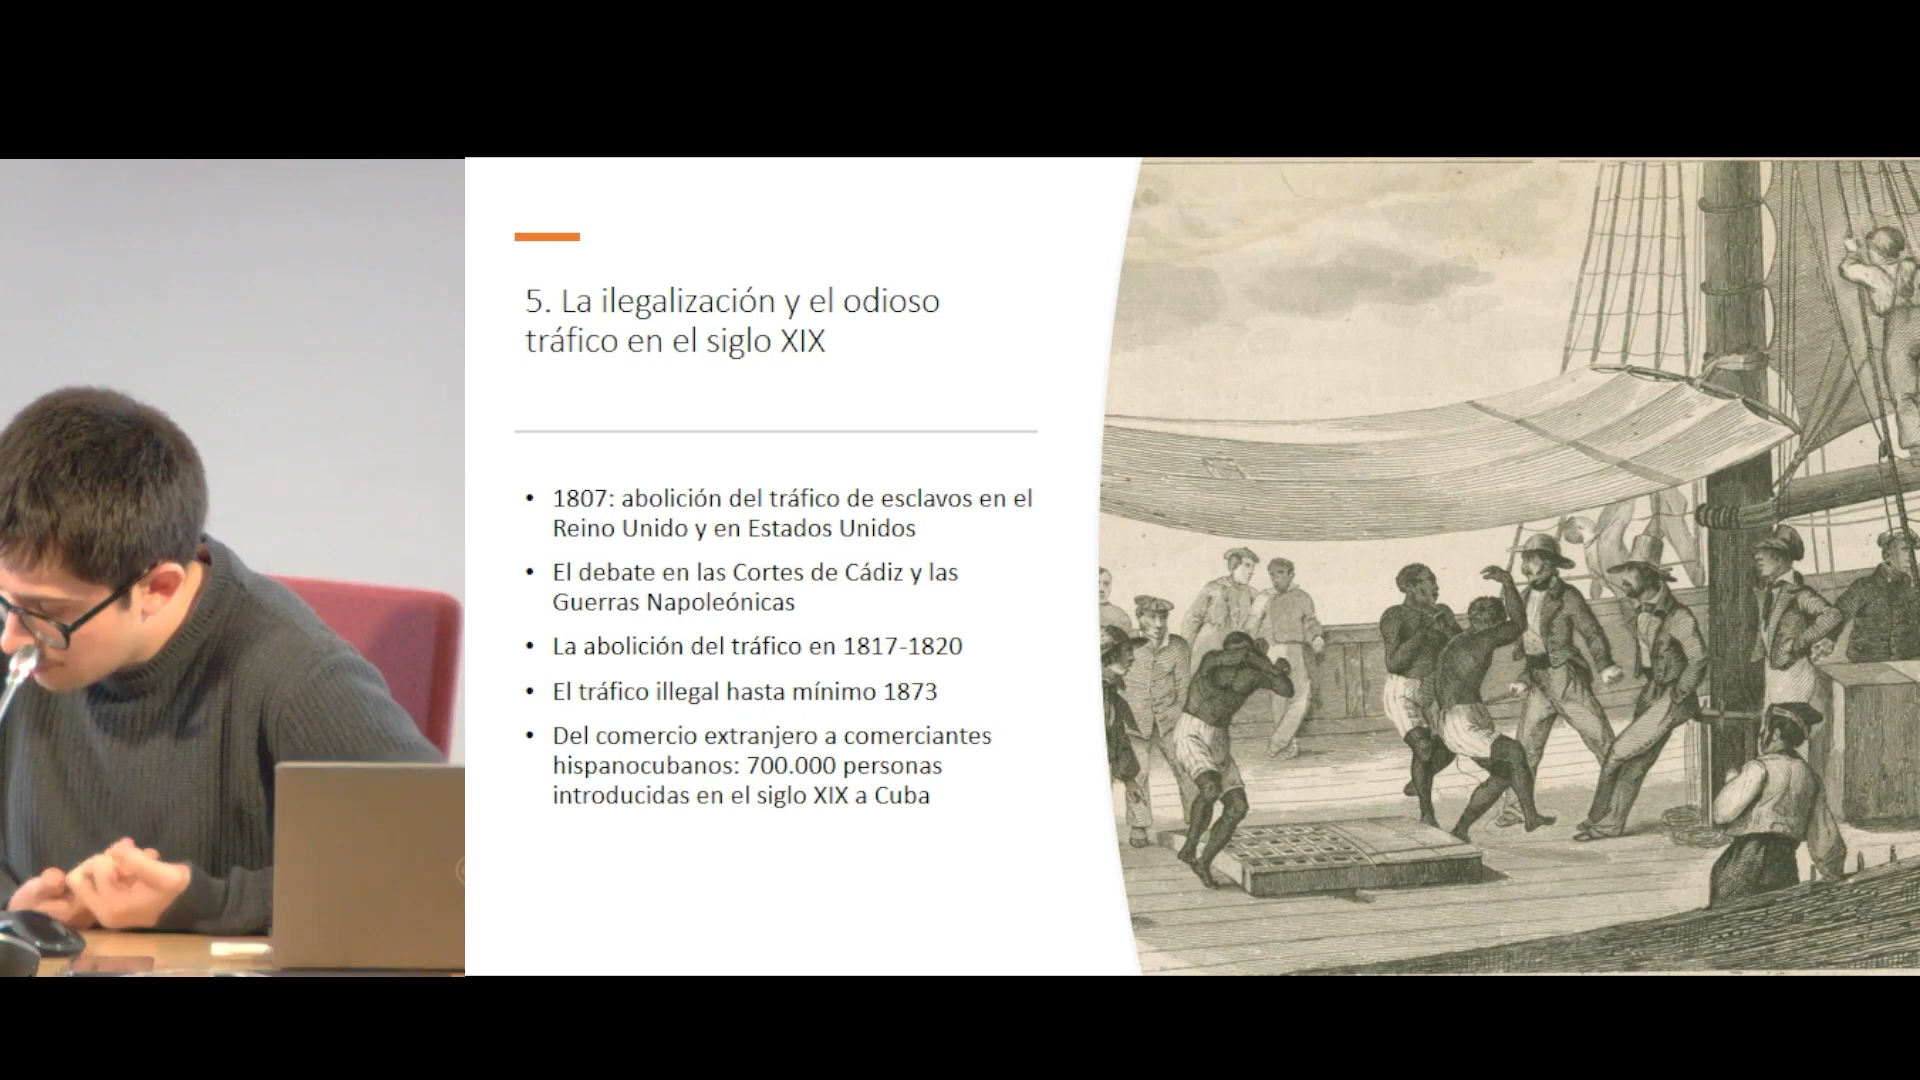 5. La ilegalización y el odioso
tráfico en el siglo XIX
• 1807: abolición del tráfico de esclavos en el
Reino Unido y en Estados Unidos
• El debate en las Cortes de Cádiz y las
Guerras Napoleónicas
• La abolición del tráfico en 1817-1820
• El tráfico illegal hasta mínimo 1873
• Del comercio extranjero a comerciantes
hispanocubanos: 700.000 personas
introducidas en el siglo XIX a Cuba